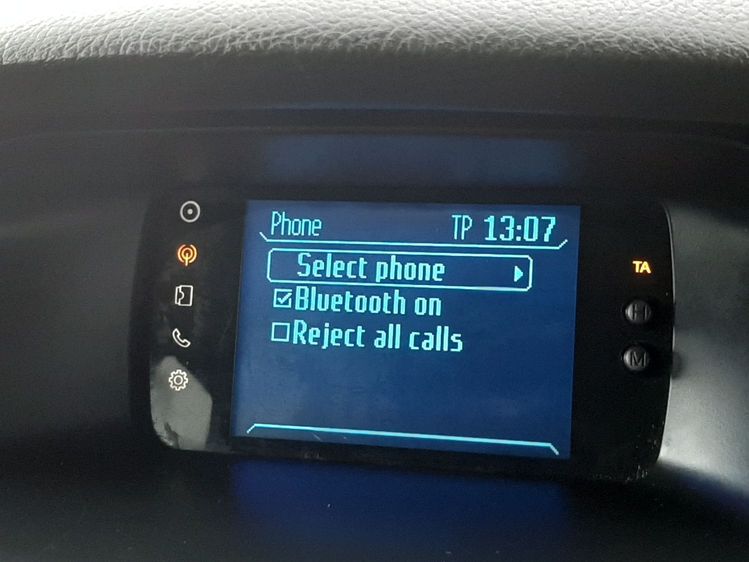 Phone TP 13:07
Select phone
Bluetooth on
Reject all calls
TA
H
M